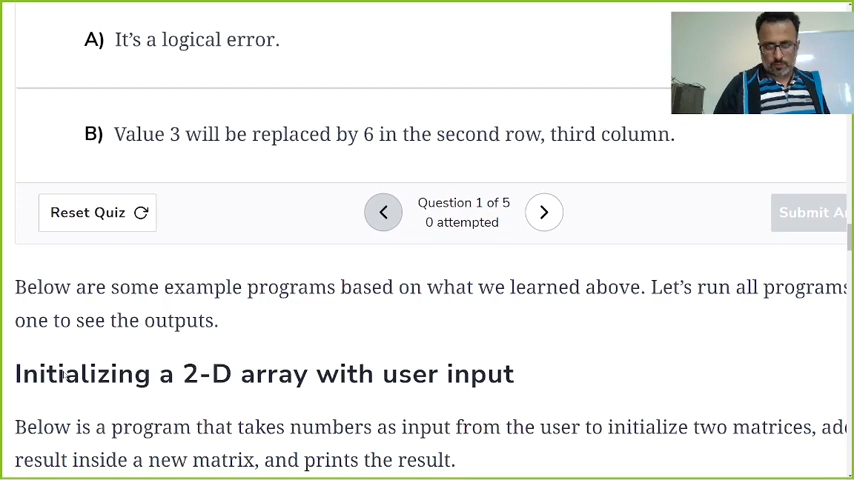 A) It's a logical error.
B) Value 3 will be replaced by 6 in the second row, third column.
Reset Quiz
Question 1 of 5
0 attempted
Submit
Below are some example programs based on what we learned above. Let's run all programs
one to see the outputs.
Initializing a 2-D array with user input
Below is a program that takes numbers as input from the user to initialize two matrices,
result inside a new matrix, and prints the result.